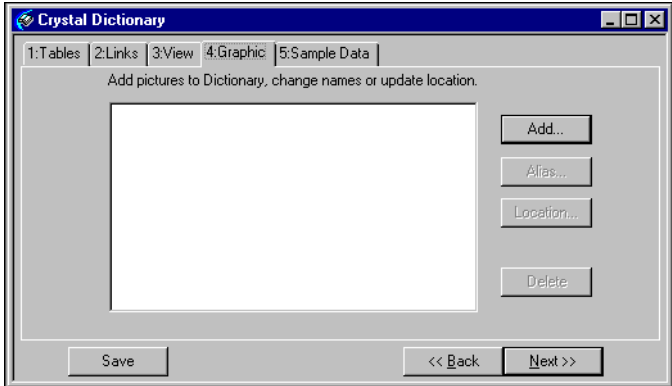 Crystal Dictionary
1:Tables 2:Links 3:View 4:Graphic 5:Sample Data
Add pictures to Dictionary, change names or update location.
Add...
Alias...
Location...
Delete
Save << Back Next >>